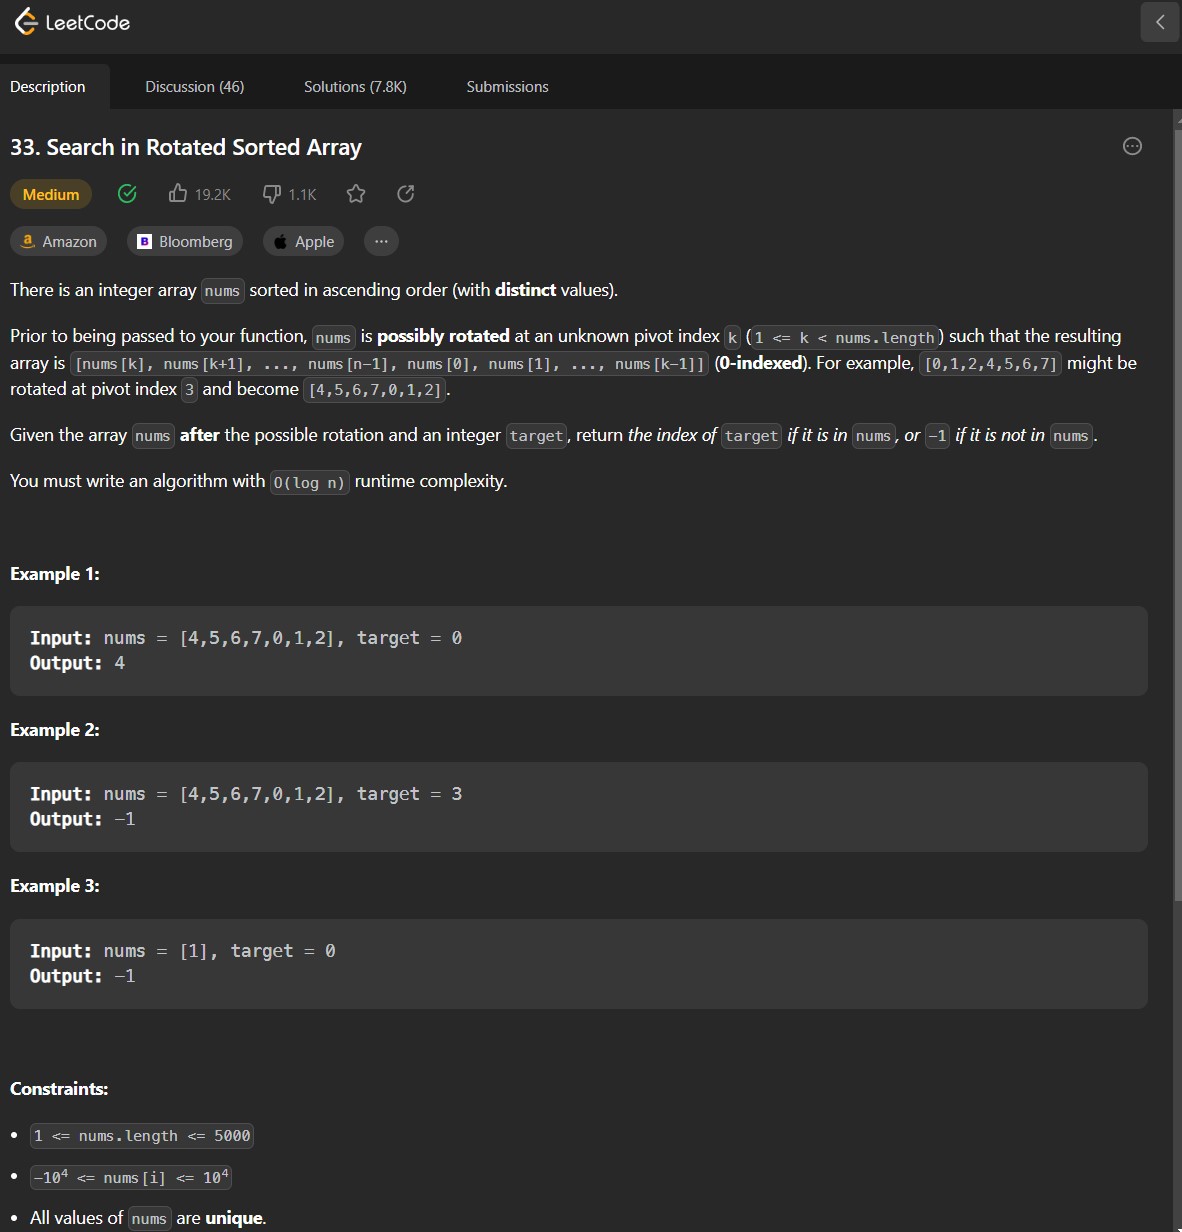 LeetCode
Description Discussion (46) Solutions (7.8K) Submissions
33. Search in Rotated Sorted Array
Medium 19.2K 1.1K
Amazon B Bloomberg Apple ...
There is an integer array nums sorted in ascending order (with distinct values).
Prior to being passed to your function, nums is possibly rotated at an unknown pivot index k (1 <= k < nums.length) such that the resulting
array is [nums[k], nums[k+1], ..., nums[n-1], nums[0], nums[1], ..., nums[k-1]] (0-indexed). For example, [0,1,2,4,5,6,7] might be
rotated at pivot index 3 and become [4,5,6,7,0,1,2].
Given the array nums after the possible rotation and an integer target, return the index of target if it is in nums, or -1 if it is not in nums.
You must write an algorithm with O(log n) runtime complexity.
Example 1:
Input: nums = [4,5,6,7,0,1,2], target = 0
Output: 4
Example 2:
Input: nums = [4,5,6,7,0,1,2], target = 3
Output: -1
Example 3:
Input: nums = [1], target = 0
Output: -1
Constraints:
• 1 <= nums.length <= 5000
• -10⁴ <= nums[i] <= 10⁴
• All values of nums are unique.